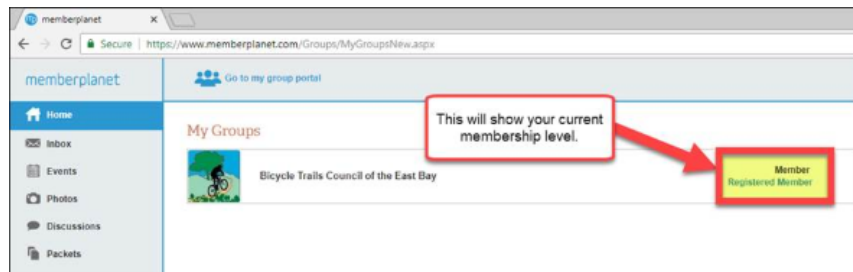 memberplanet
Secure | https://www.memberplanet.com/Groups/MyGroupsNew.aspx
memberplanet
Go to my group portal
Home
Inbox
Events
Photos
Discussions
Packets
My Groups
Bicycle Trails Council of the East Bay
This will show your current
membership level.
Member
Registered Member